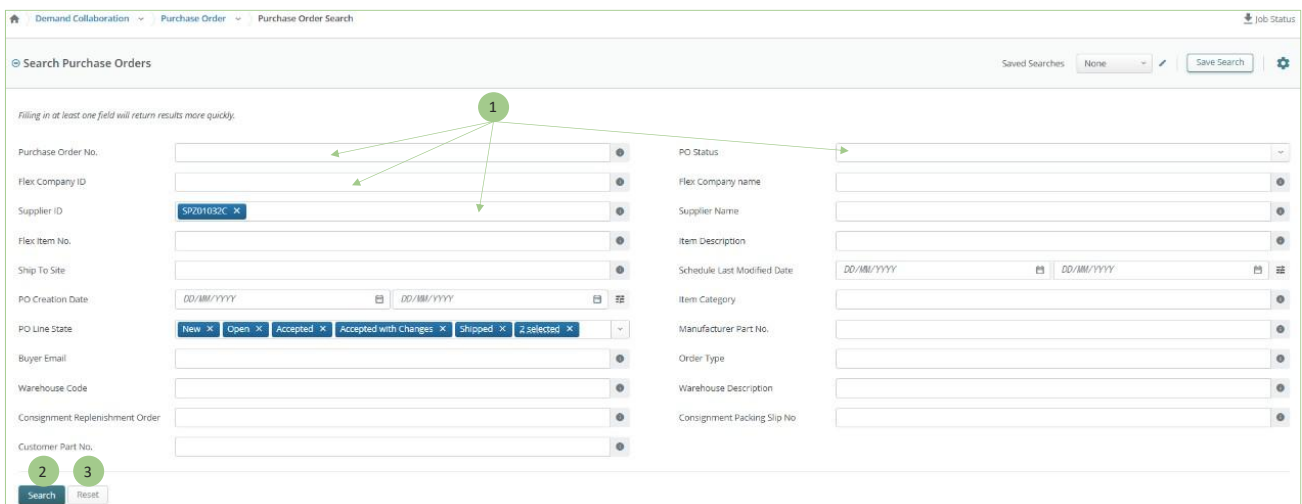 Demand Collaboration Purchase Order Purchase Order Search Job Status
Search Purchase Orders Saved Searches None Save Search
Filling in at least one field will return results more quickly.
1
Purchase Order No. PO Status
Flex Company ID Flex Company name
Supplier ID SPZ01032C × Supplier Name
Flex Item No. Item Description
Ship To Site Schedule Last Modified Date DD/MM/YYYY DD/MM/YYYY
PO Creation Date DD/MM/YYYY DD/MM/YYYY Item Category
PO Line State New × Open × Accepted × Accepted with Changes × Shipped × 2 selected × Manufacturer Part No.
Buyer Email Order Type
Warehouse Code Warehouse Description
Consignment Replenishment Order Consignment Packing Slip No
Customer Part No.
2 3
Search Reset